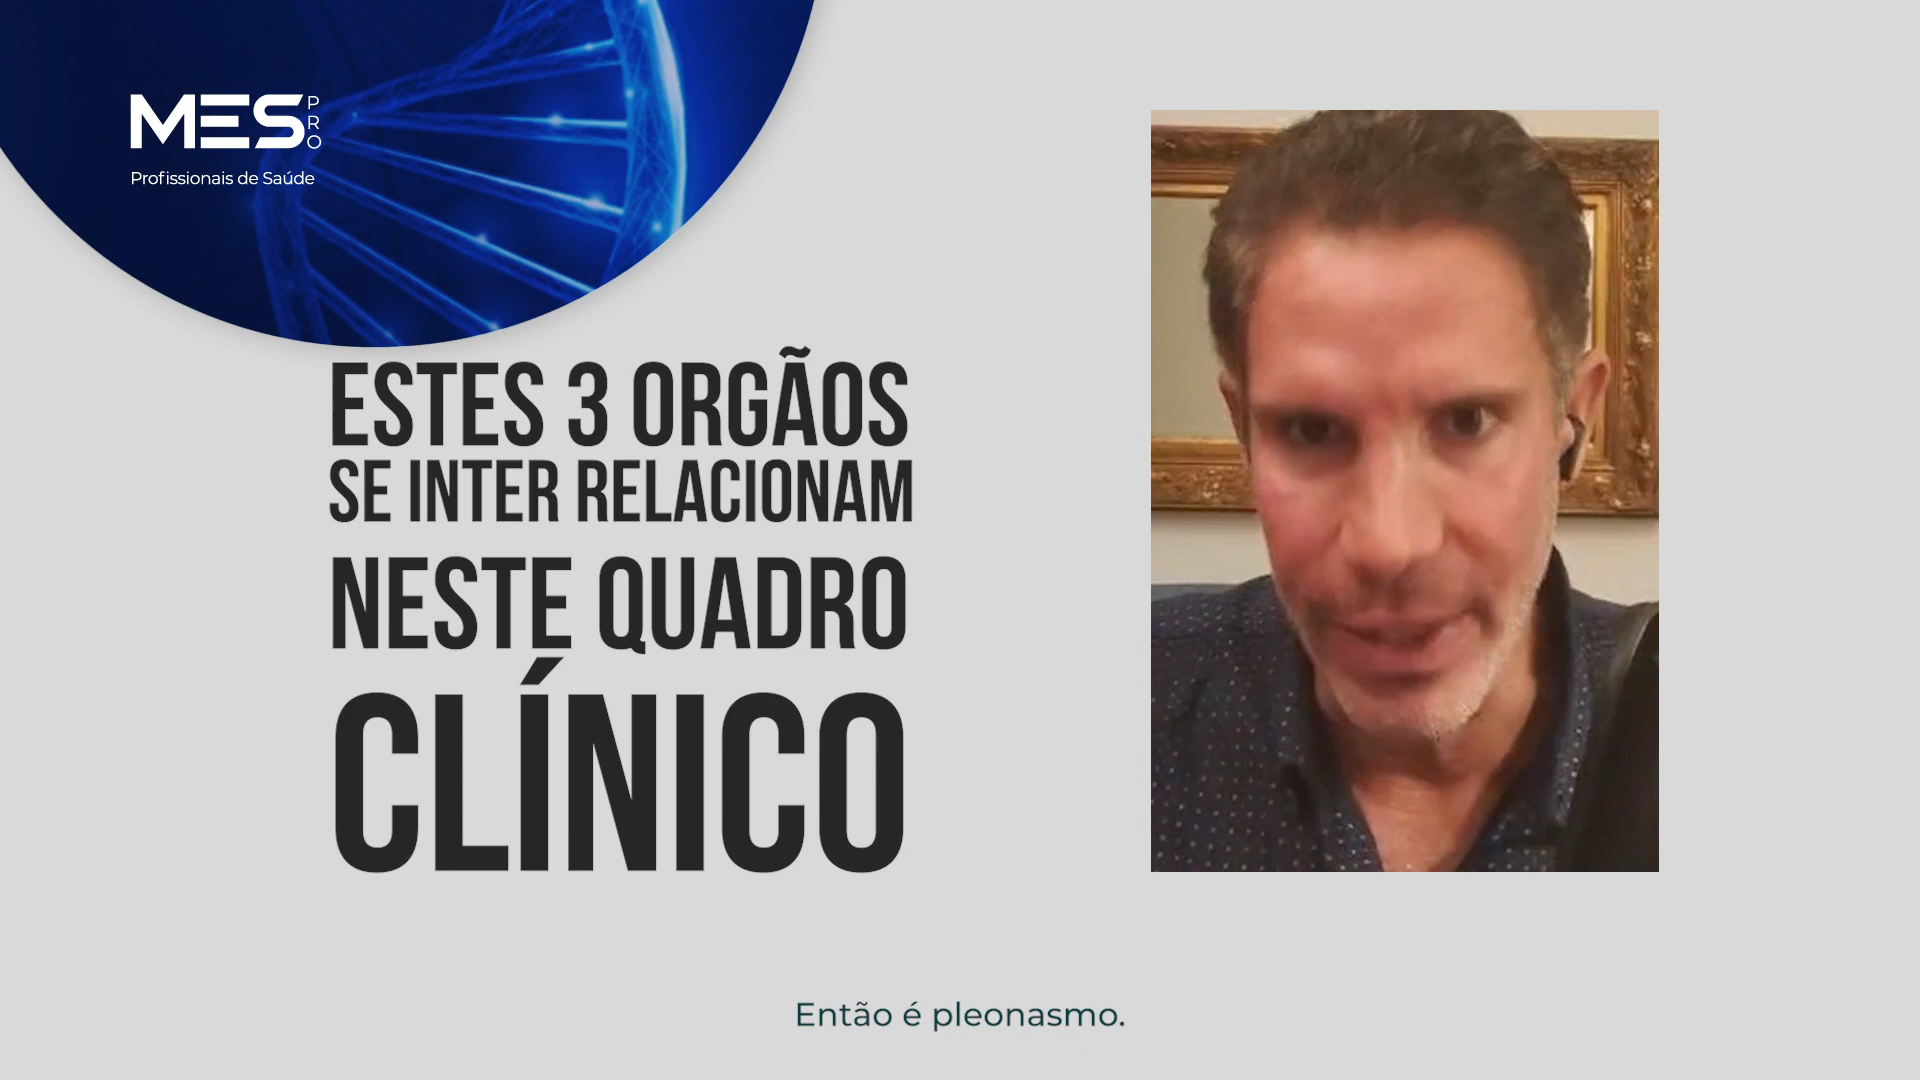 MES PRO
Profissionais de Saúde
ESTES 3 ORGÃOS
SE INTER RELACIONAM
NESTE QUADRO
CLÍNICO
Então é pleonasmo.